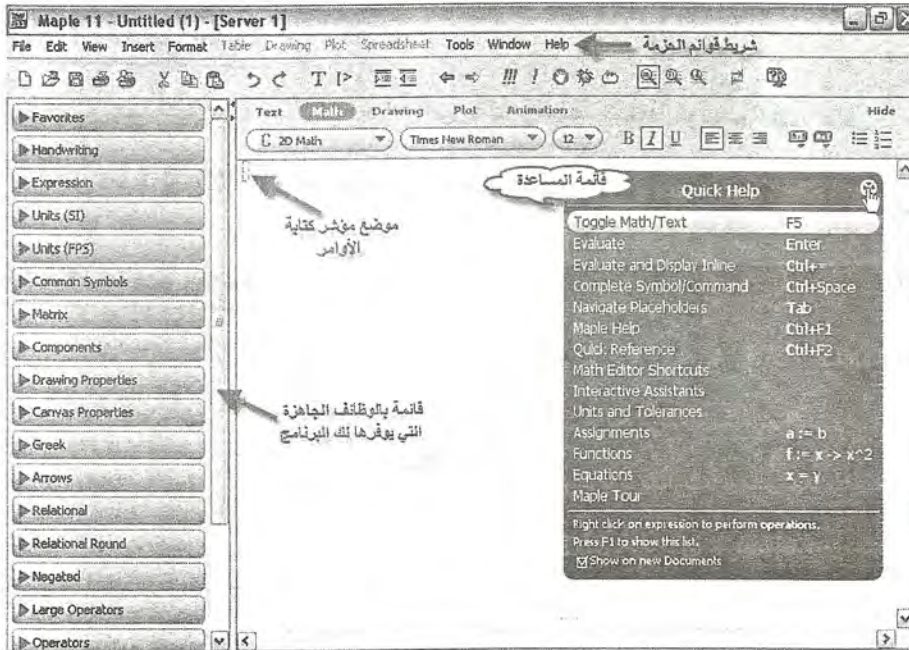 Maple 11 - Untitled (1) - [Server 1]
File Edit View Insert Format Table Drawing Plot Spreadsheet Tools Window Help
شريط قوائم الحزمة
Text Math Drawing Plot Animation Hide
C 2D Math Times New Roman 12 B I U
Favorites
Handwriting
Expression
Units (SI)
Units (FPS)
Common Symbols
Matrix
Components
Drawing Properties
Canvas Properties
Greek
Arrows
Relational
Relational Round
Negated
Large Operators
Operators
موضع مؤشر كتابة
الأوامر
قائمة بالوظائف الجاهزة
التي يوفرها لك البرنامج
قائمة المساعدة
Quick Help
Toggle Math/Text F5
Evaluate Enter
Evaluate and Display Inline Ctrl+=
Complete Symbol/Command Ctrl+Space
Navigate Placeholders Tab
Maple Help Ctrl+F1
Quick Reference Ctrl+F2
Math Editor Shortcuts
Interactive Assistants
Units and Tolerances
Assignments a := b
Functions f := x -> x^2
Equations x = y
Maple Tour
Right click on expression to perform operations.
Press F1 to show this list.
Show on new Documents